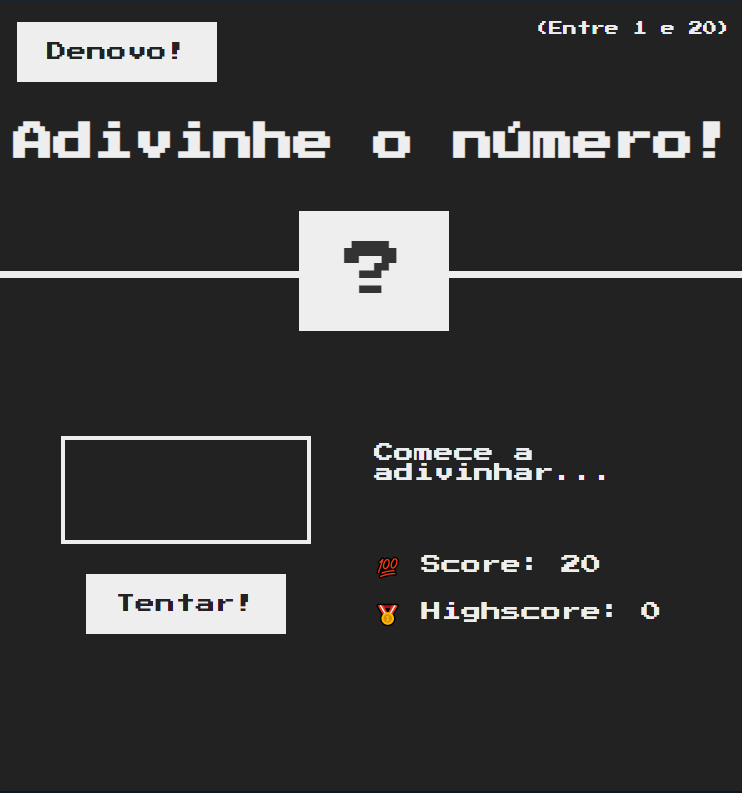 Denovo!
(Entre 1 e 20)
Adivinhe o número!
?
Comece a
adivinhar...
💯 Score: 20
🥇 Highscore: 0
Tentar!